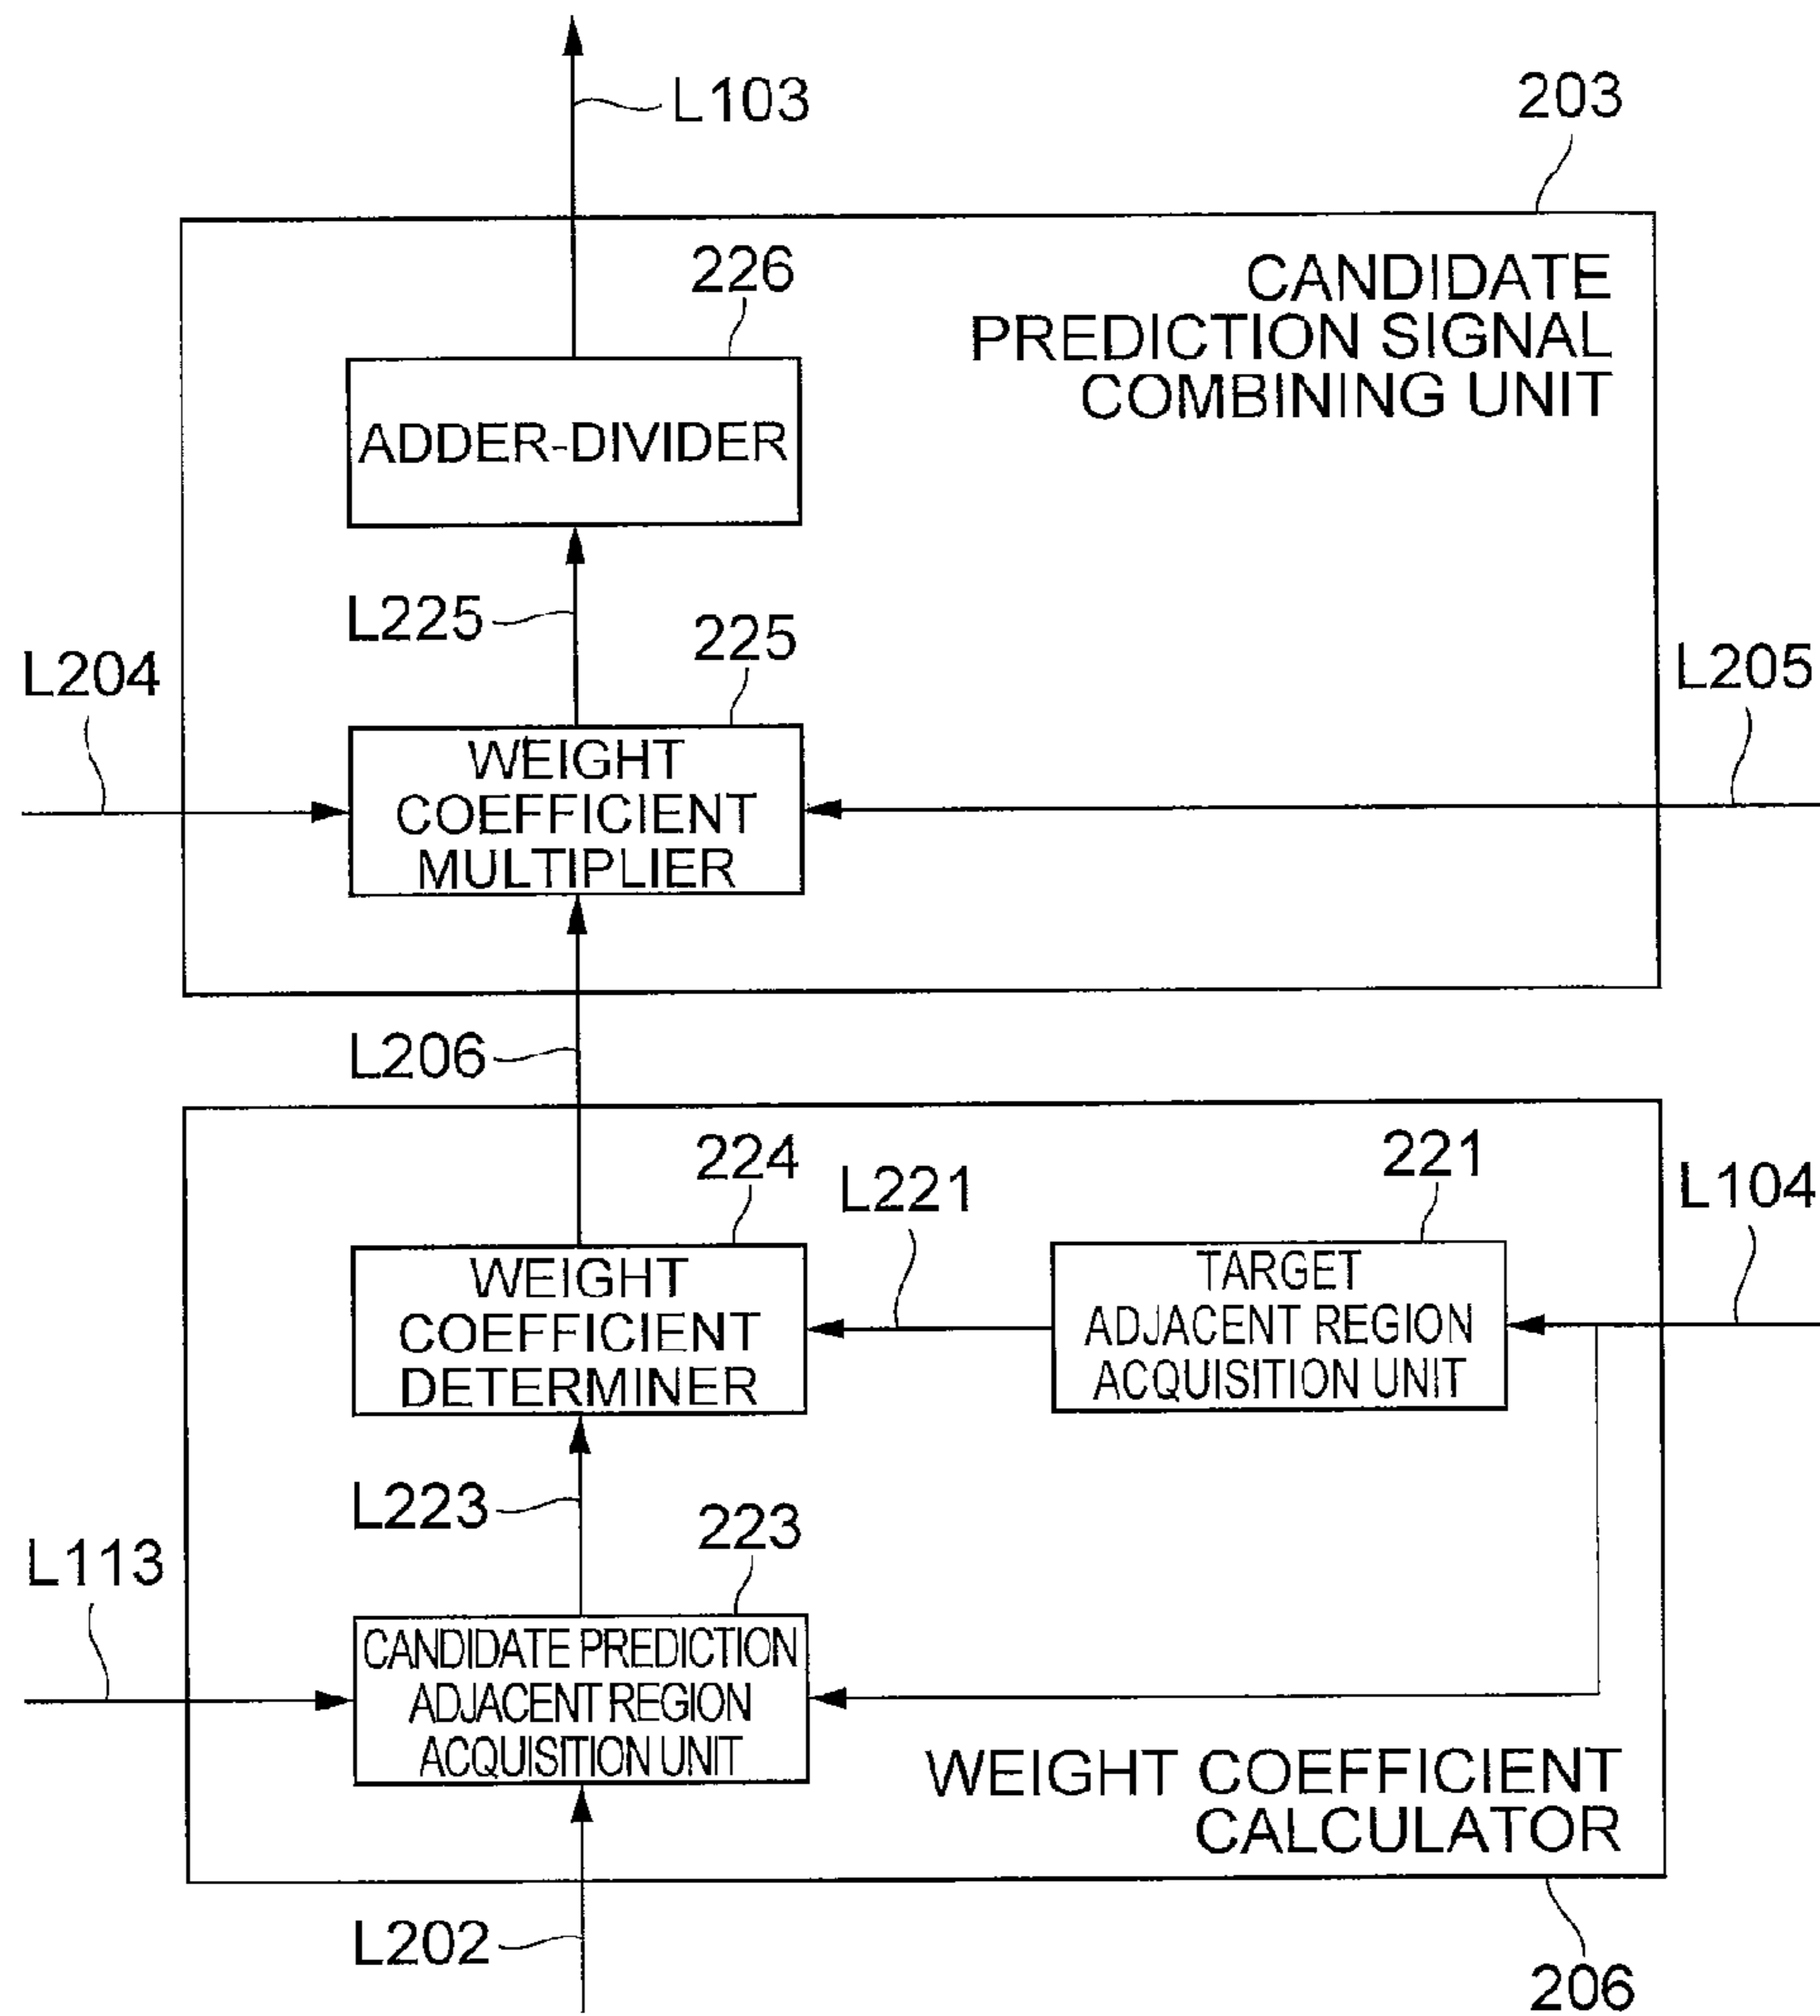 L103
203
CANDIDATE
PREDICTION SIGNAL
COMBINING UNIT
226
ADDER-DIVIDER
L225
225
L204
L205
WEIGHT
COEFFICIENT
MULTIPLIER
L206
224
L221
221
L104
WEIGHT
COEFFICIENT
DETERMINER
TARGET
ADJACENT REGION
ACQUISITION UNIT
L223
223
L113
CANDIDATE PREDICTION
ADJACENT REGION
ACQUISITION UNIT
WEIGHT COEFFICIENT
CALCULATOR
L202
206